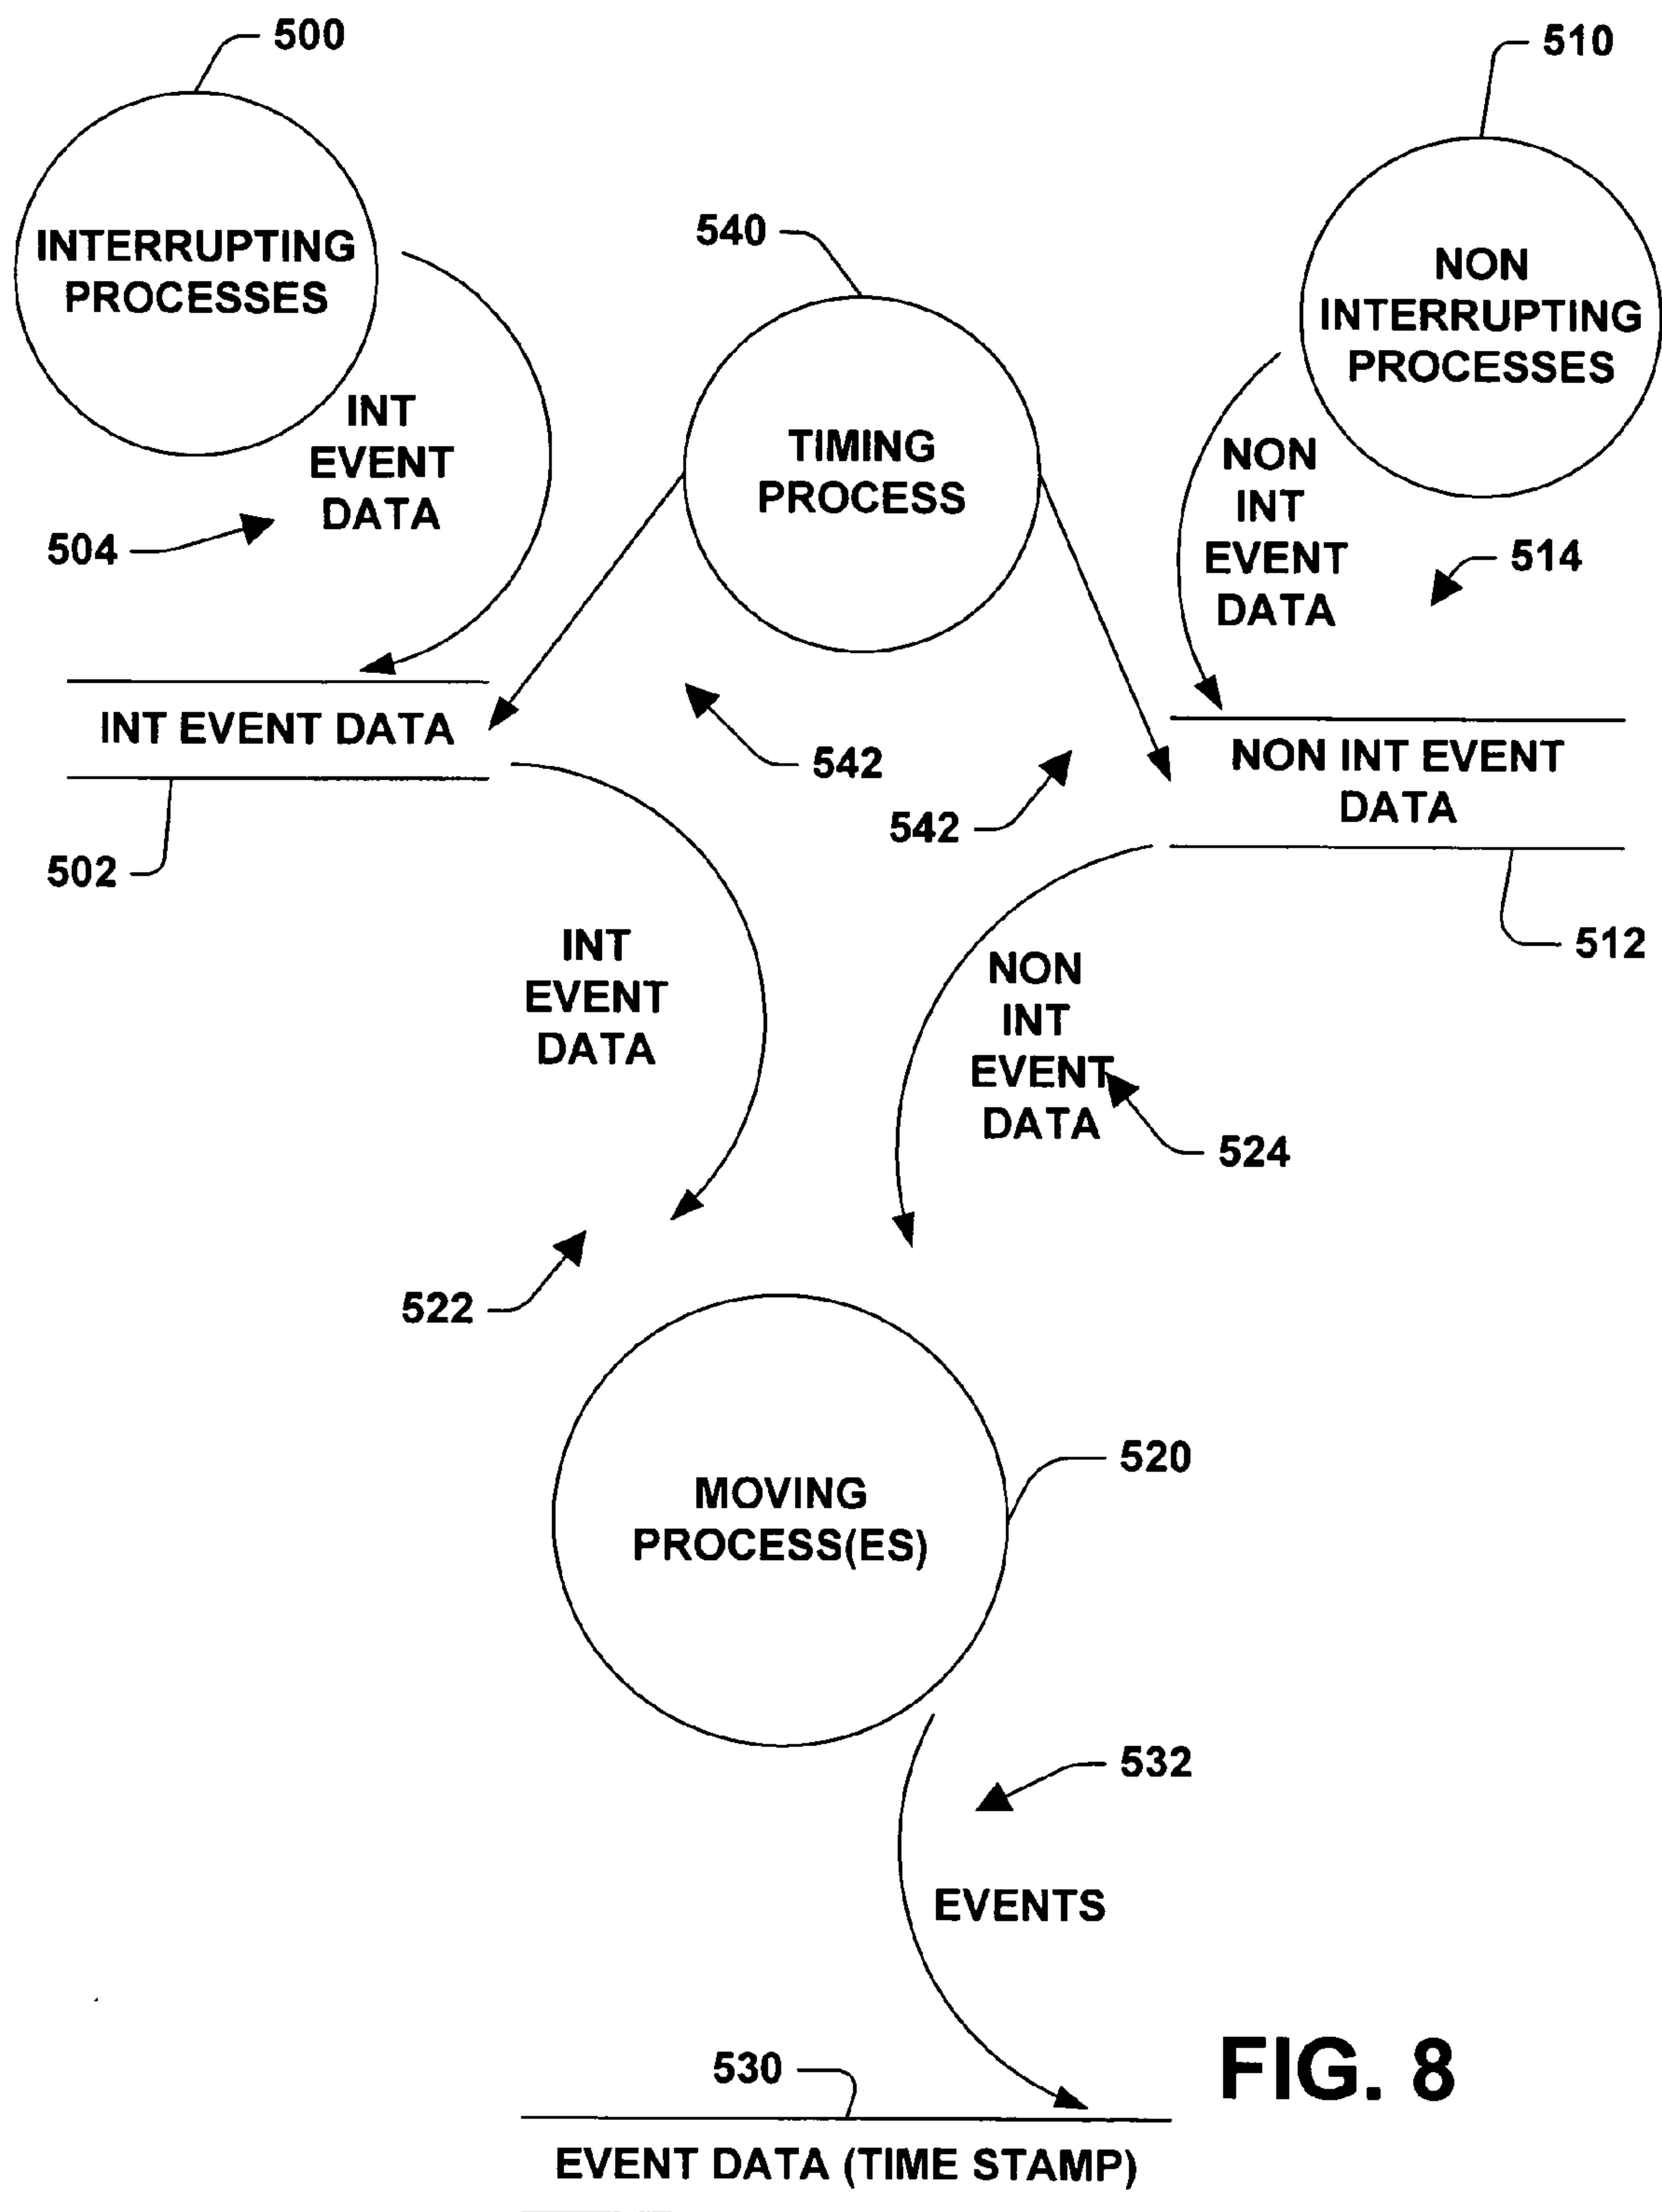 500
510
INTERRUPTING
PROCESSES
540
NON
INTERRUPTING
PROCESSES
INT
EVENT
DATA
504
TIMING
PROCESS
NON
INT
EVENT
DATA
514
INT EVENT DATA
502
542
542
NON INT EVENT
DATA
512
INT
EVENT
DATA
NON
INT
EVENT
DATA
524
522
MOVING
PROCESS(ES)
520
532
EVENTS
530
EVENT DATA (TIME STAMP)
FIG. 8